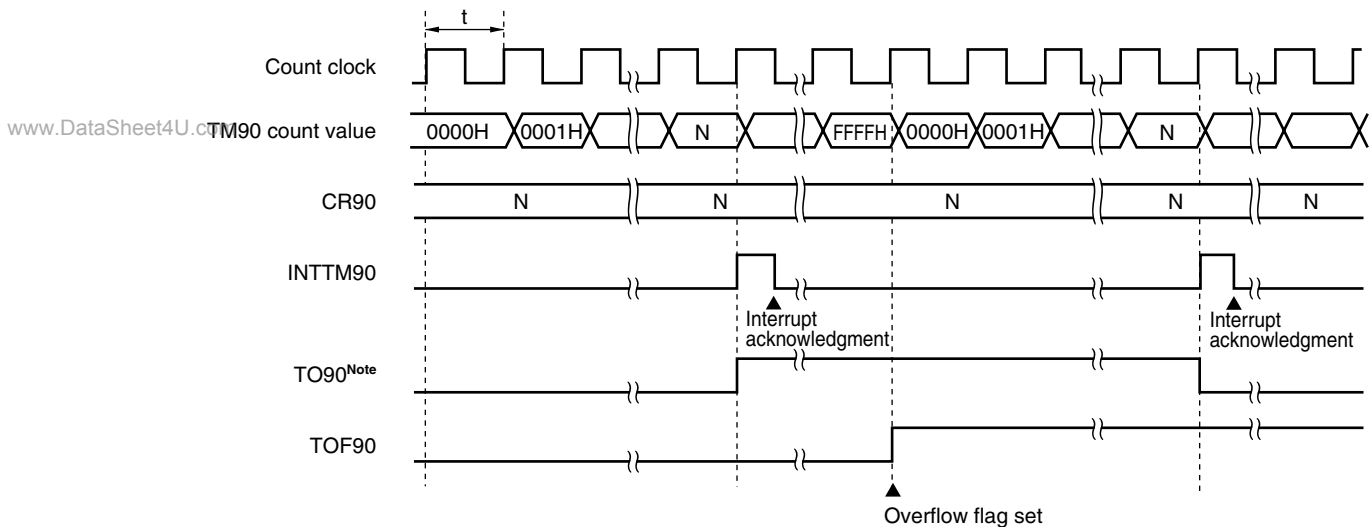 t
Count clock
www.DataSheet4U.com
TM90 count value 0000H 0001H N FFFFH 0000H 0001H N
CR90 N N N N N
INTTM90
Interrupt
acknowledgment
Interrupt
acknowledgment
TO90Note
TOF90
Overflow flag set